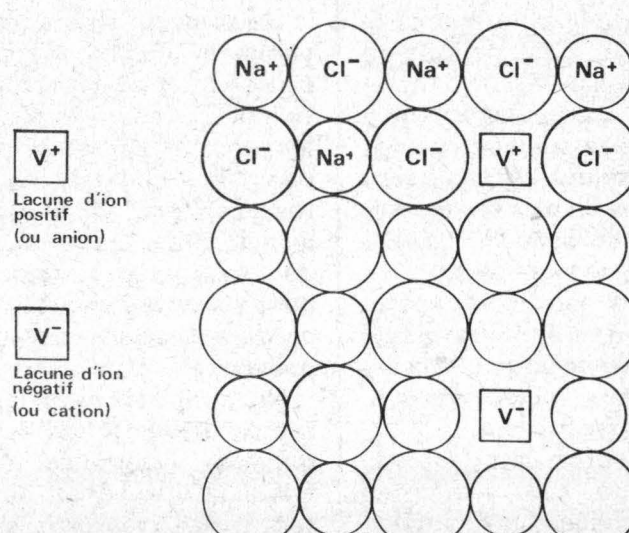 Na⁺ Cl⁻ Na⁺ Cl⁻ Na⁺
Cl⁻ Na⁺ Cl⁻ V⁺ Cl⁻
V⁺
Lacune d'ion
positif
(ou anion)
V⁻
Lacune d'ion
négatif
(ou cation)
V⁻